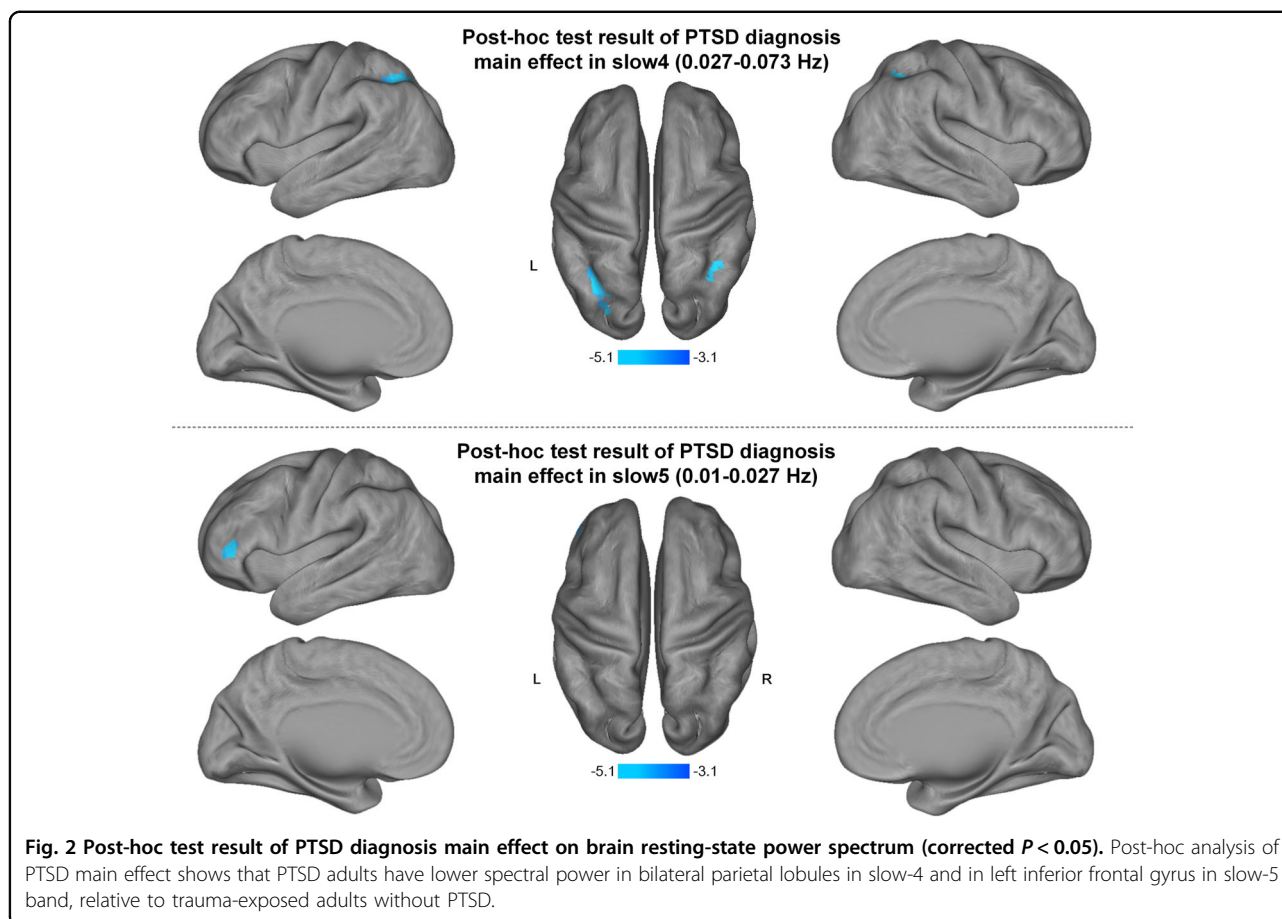 Post-hoc test result of PTSD diagnosis
main effect in slow4 (0.027-0.073 Hz)
L
-5.1 -3.1
Post-hoc test result of PTSD diagnosis
main effect in slow5 (0.01-0.027 Hz)
L R
-5.1 -3.1
Fig. 2 Post-hoc test result of PTSD diagnosis main effect on brain resting-state power spectrum (corrected P < 0.05). Post-hoc analysis of
PTSD main effect shows that PTSD adults have lower spectral power in bilateral parietal lobules in slow-4 and in left inferior frontal gyrus in slow-5
band, relative to trauma-exposed adults without PTSD.